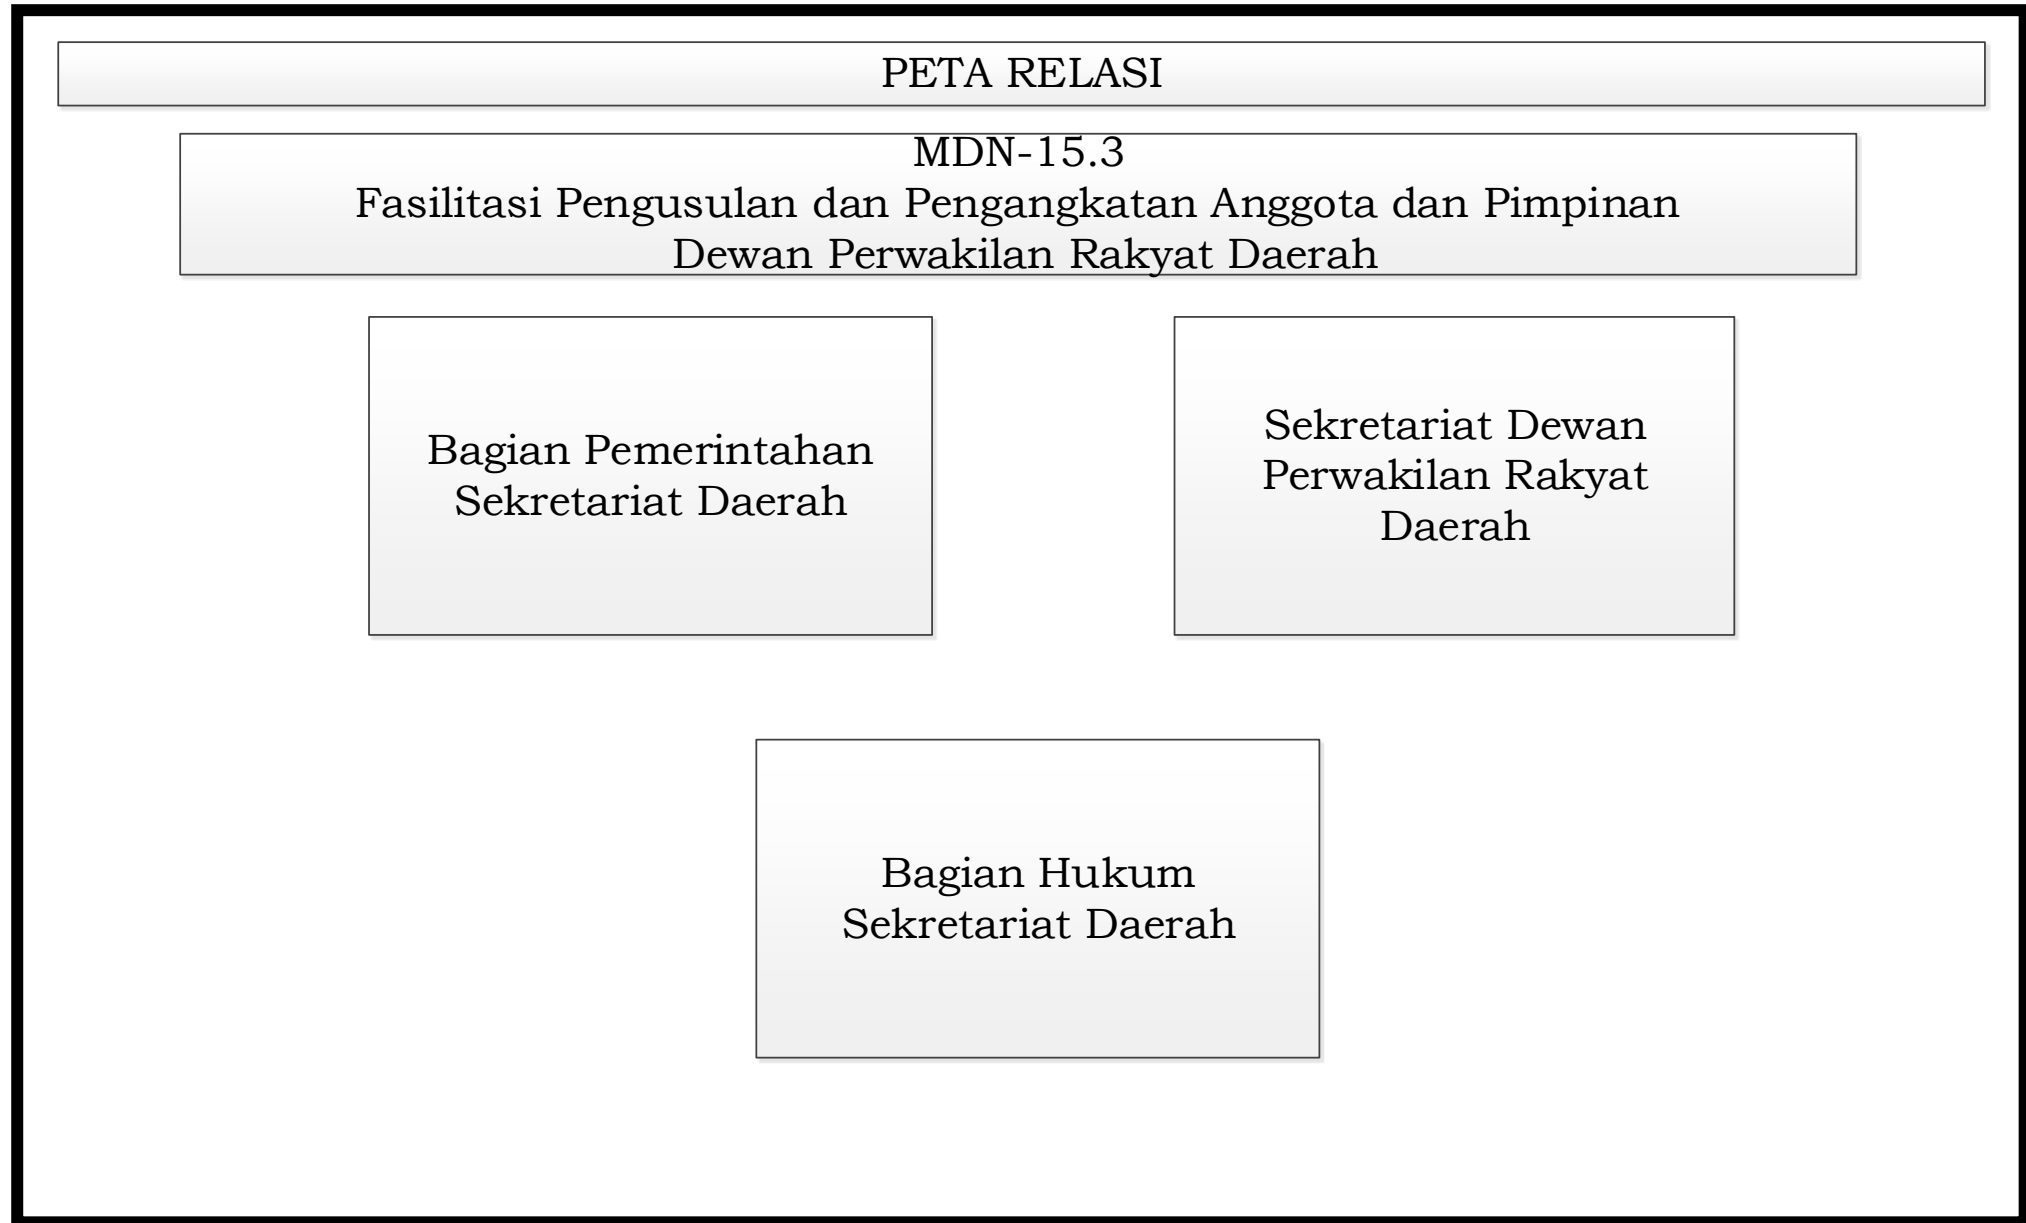 PETA RELASI
MDN-15.3
Fasilitasi Pengusulan dan Pengangkatan Anggota dan Pimpinan
Dewan Perwakilan Rakyat Daerah
Bagian Pemerintahan
Sekretariat Daerah
Sekretariat Dewan
Perwakilan Rakyat
Daerah
Bagian Hukum
Sekretariat Daerah